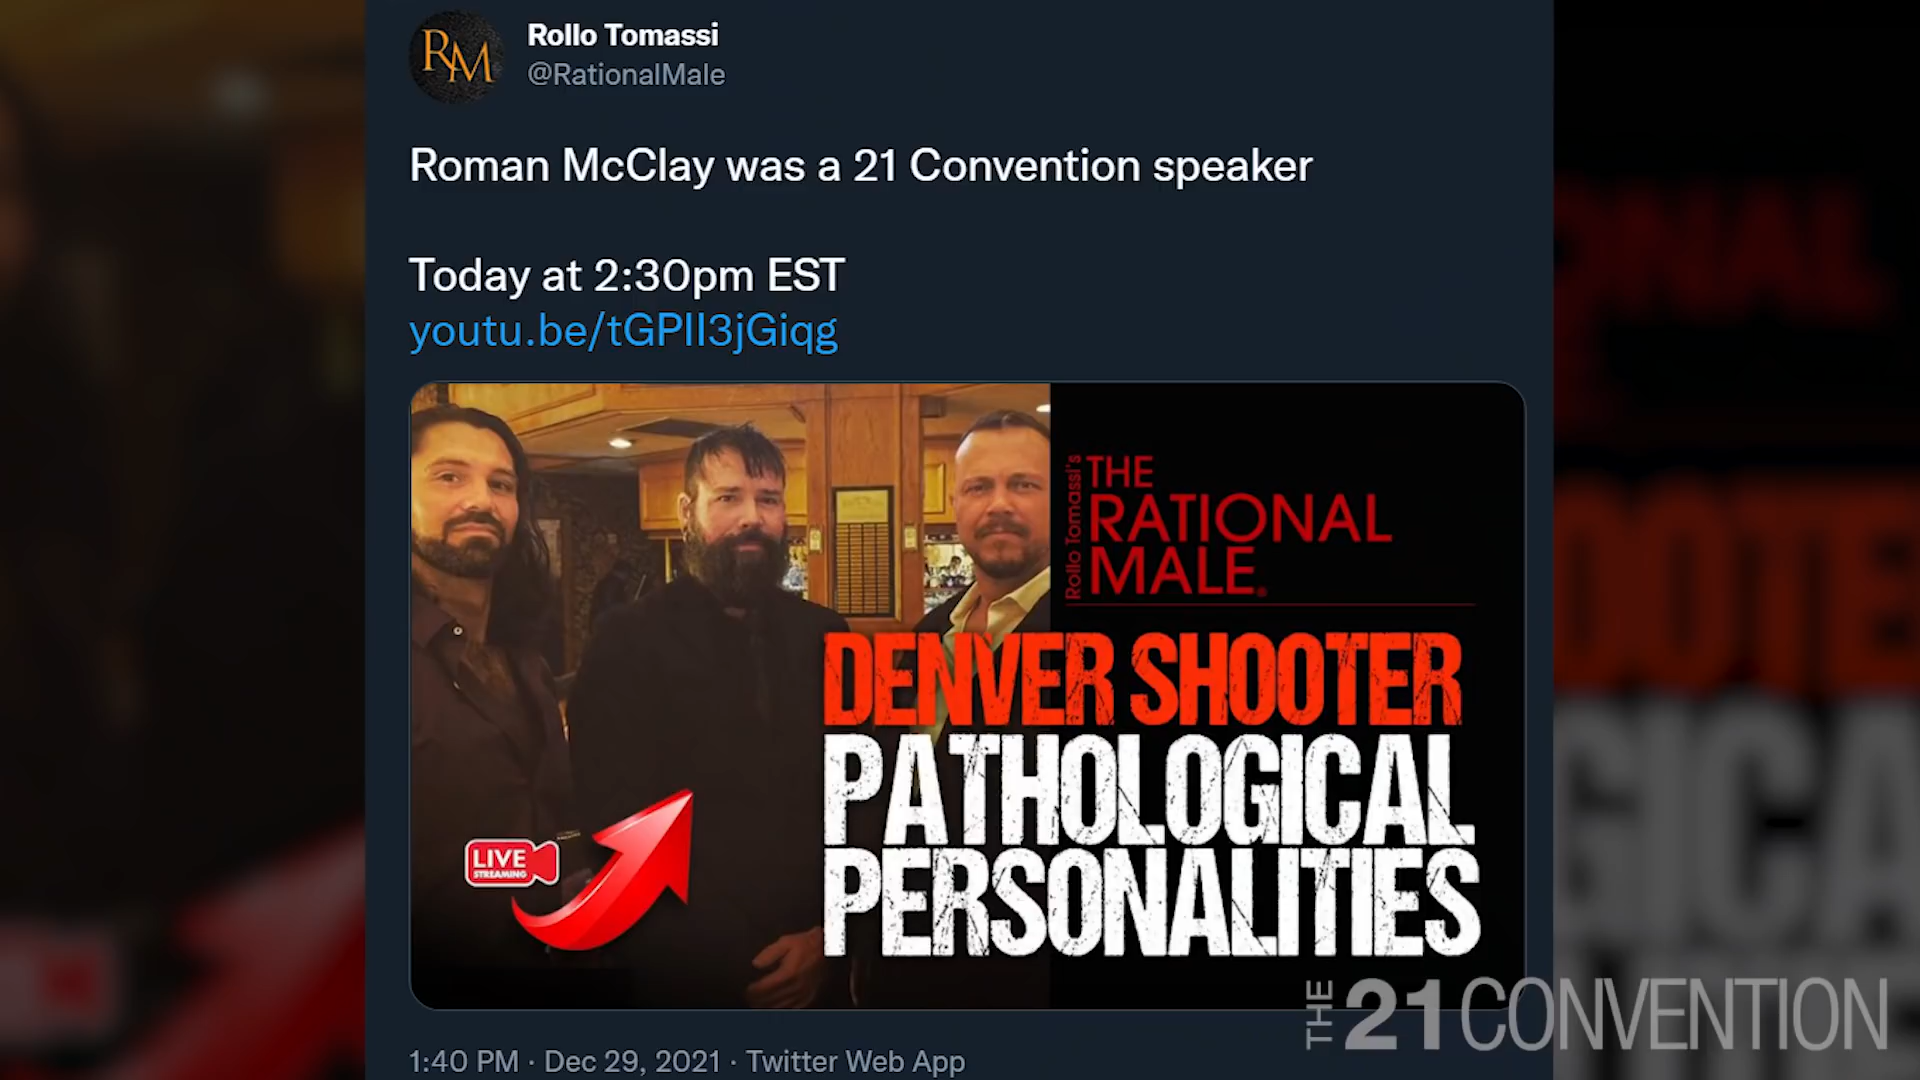 RM
Rollo Tomassi
@RationalMale
Roman McClay was a 21 Convention speaker
Today at 2:30pm EST
youtu.be/tGPII3jGiqg
Rollo Tomassi's
THE
RATIONAL
MALE®
DENVER SHOOTER
PATHOLOGICAL
PERSONALITIES
LIVE
STREAMING
THE 21 CONVENTION
1:40 PM · Dec 29, 2021 · Twitter Web App